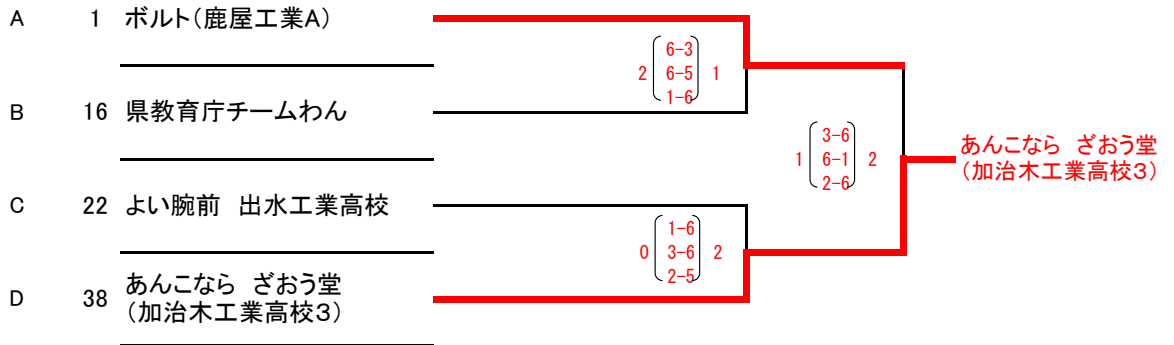 A 1 ボルト(鹿屋工業A)
6-3
2 6-5 1
1-6
B 16 県教育庁チームわん
3-6
1 6-1 2
2-6
あんこなら ざおう堂
(加治木工業高校3)
C 22 よい腕前 出水工業高校
1-6
0 3-6 2
2-5
D 38 あんこなら ざおう堂
(加治木工業高校3)